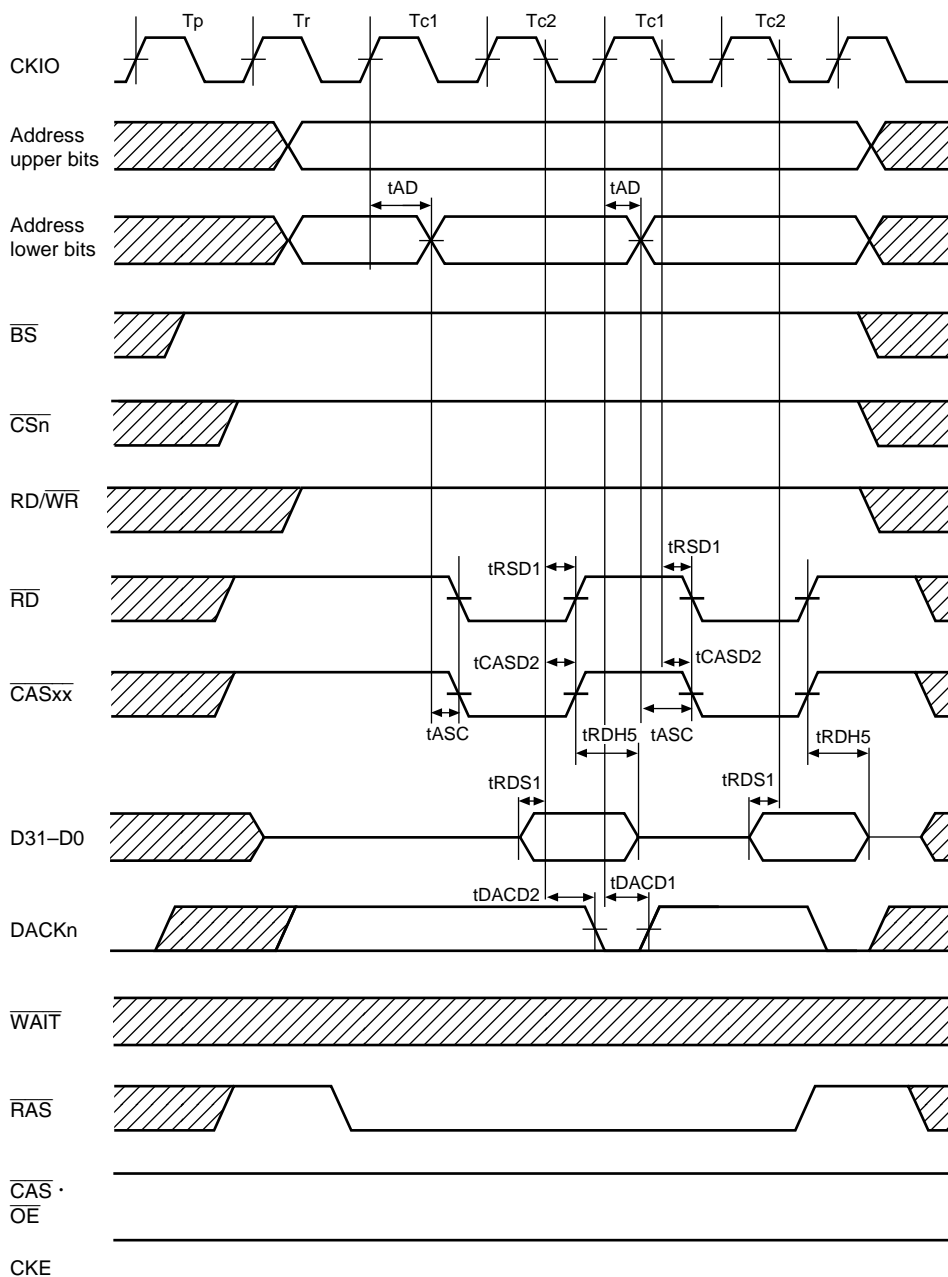 Tp Tr Tc1 Tc2 Tc1 Tc2
CKIO
Address
upper bits
tAD tAD
Address
lower bits
BS
CSn
RD/WR
tRSD1 tRSD1
RD
tCASD2 tCASD2
CASxx
tASC tRDH5 tASC tRDH5
tRDS1 tRDS1
D31–D0
tDACD2 tDACD1
DACKn
WAIT
RAS
CAS ·
OE
CKE